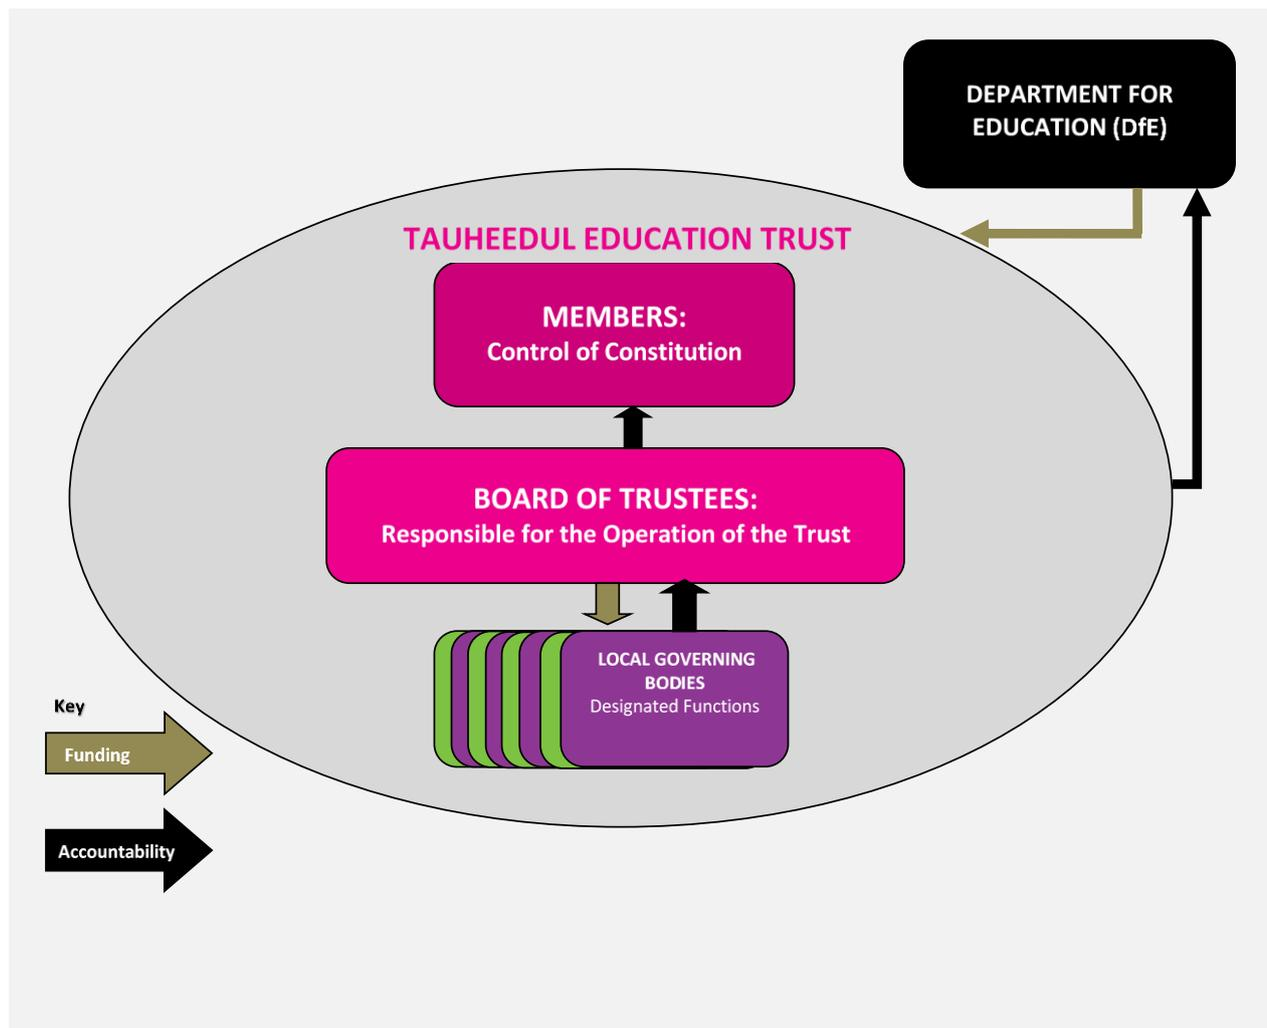 DEPARTMENT FOR
EDUCATION (DfE)
TAUHEEDUL EDUCATION TRUST
MEMBERS:
Control of Constitution
BOARD OF TRUSTEES:
Responsible for the Operation of the Trust
LOCAL GOVERNING
BODIES
Designated Functions
Key
Funding
Accountability